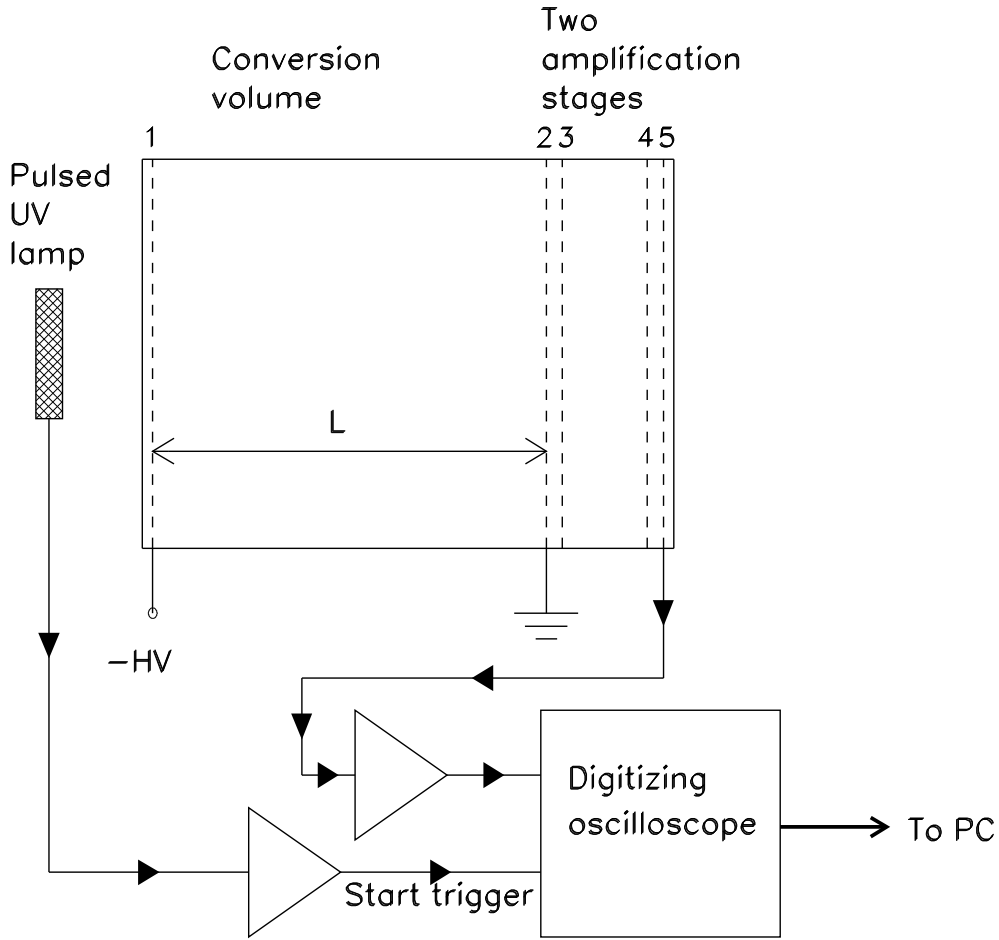 Two
Conversion amplification
volume stages
1 2 3 4 5
Pulsed
UV
lamp
L
–HV
Digitizing
oscilloscope
To PC
Start trigger